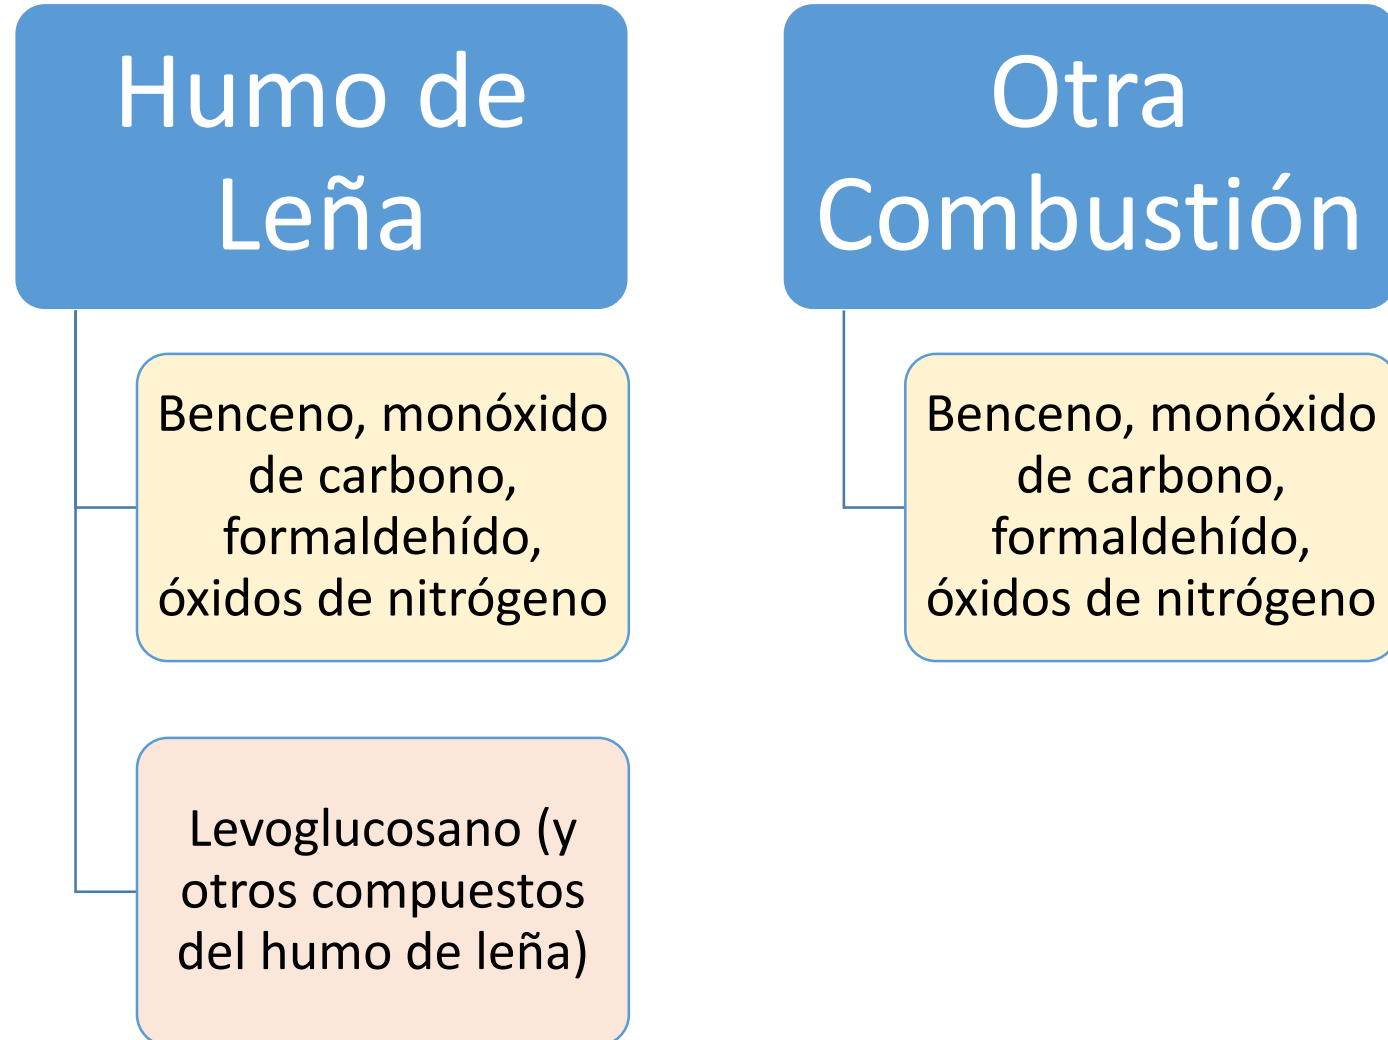 Humo de
Leña
Benceno, monóxido
de carbono,
formaldehído,
óxidos de nitrógeno
Levoglucosano (y
otros compuestos
del humo de leña)
Otra
Combustión
Benceno, monóxido
de carbono,
formaldehído,
óxidos de nitrógeno